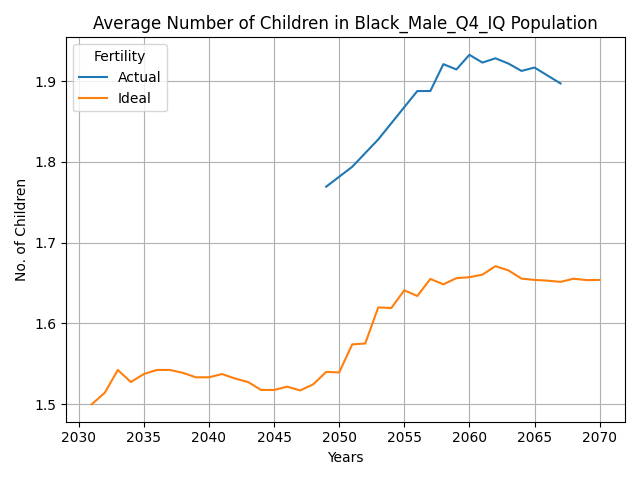 Average Number of Children in Black_Male_Q4_IQ Population
Fertility
Actual
Ideal
No. of Children
1.9
1.8
1.7
1.6
1.5
2030 2035 2040 2045 2050 2055 2060 2065 2070
Years